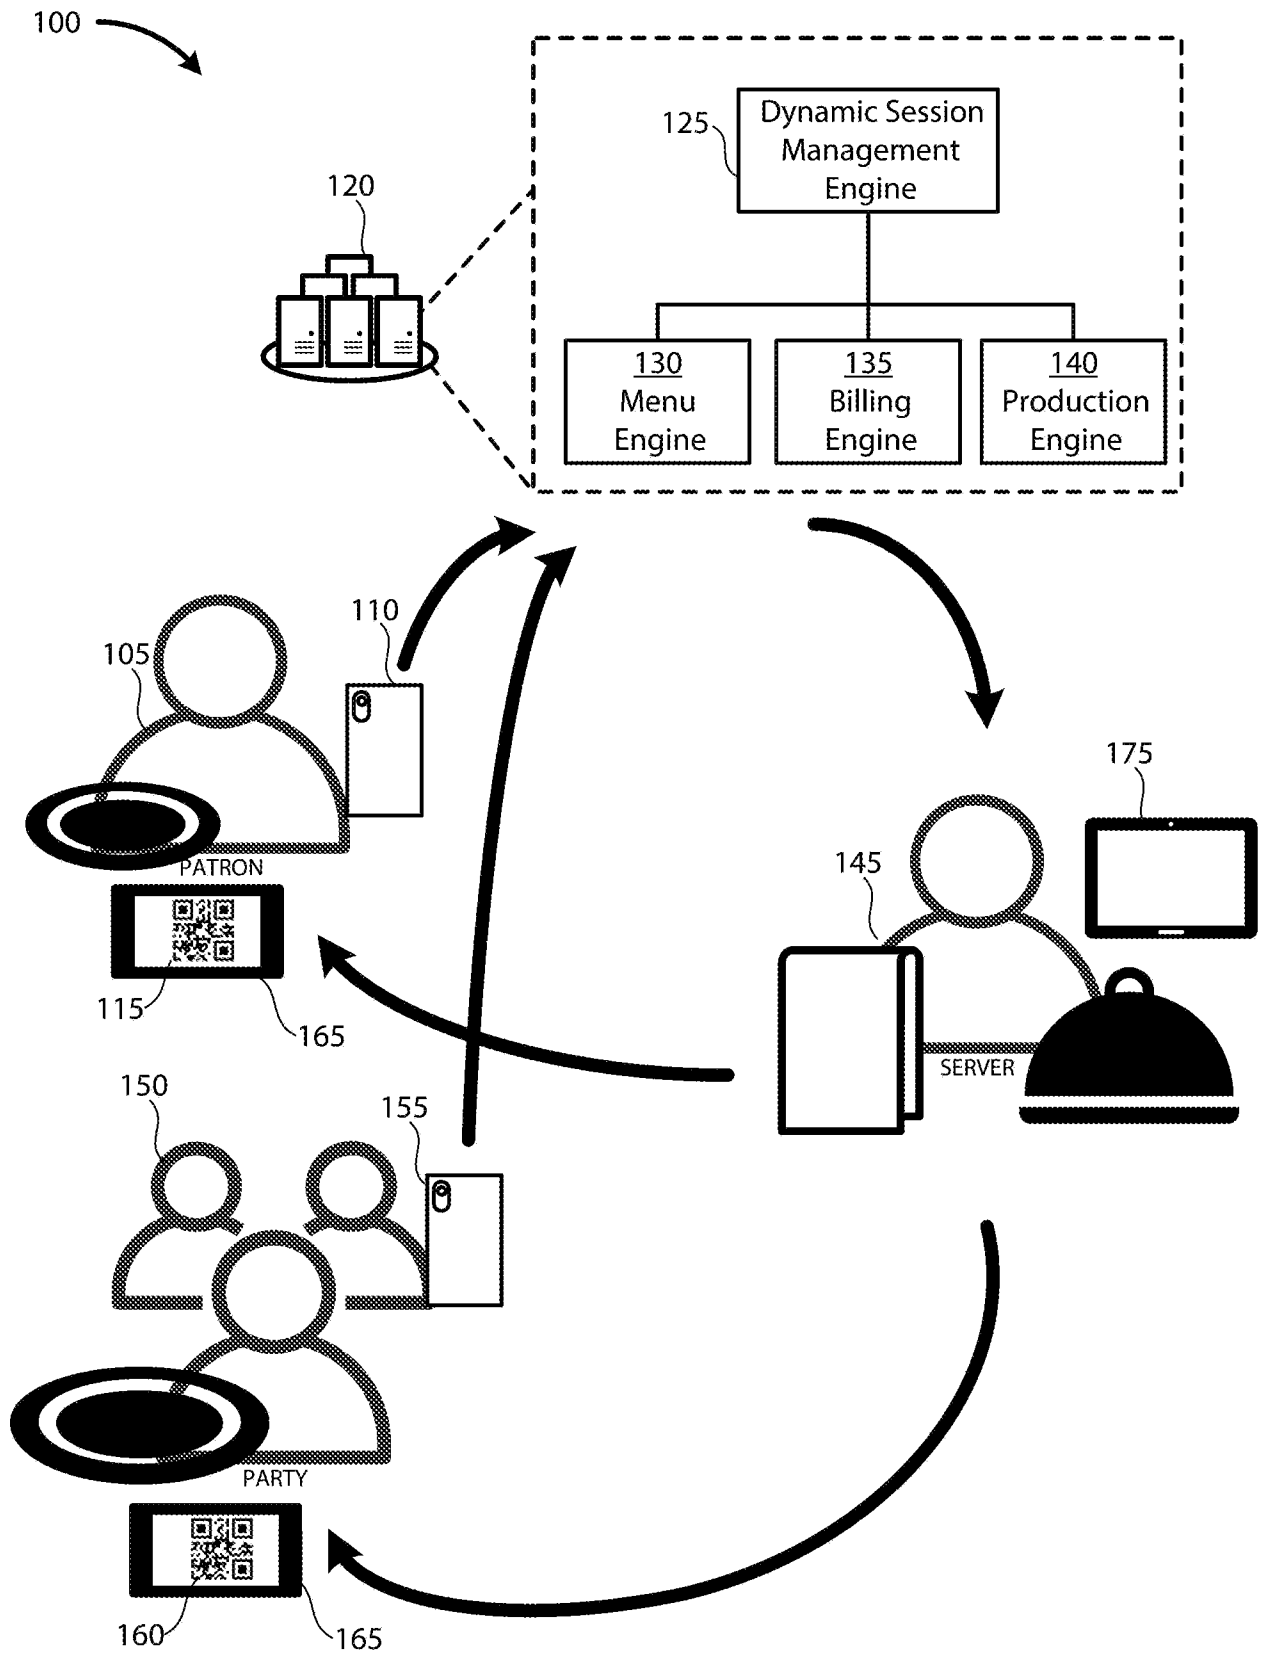 100
125
Dynamic Session
Management
Engine
120
130
Menu
Engine
135
Billing
Engine
140
Production
Engine
110
105
PATRON
115
165
175
145
SERVER
150
155
PARTY
160
165